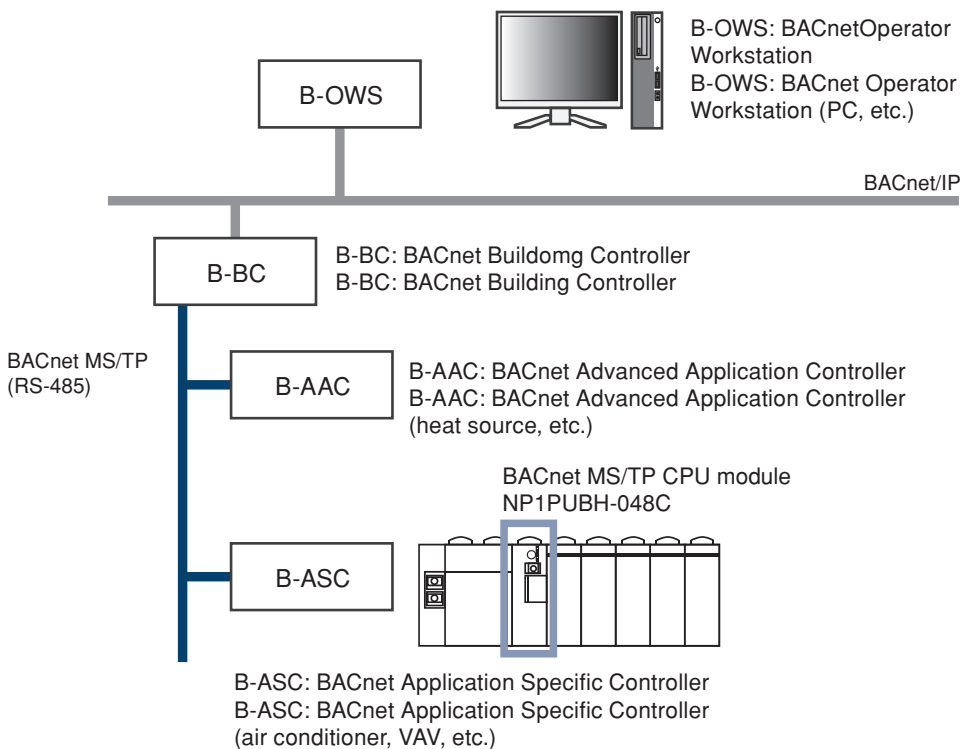 B-OWS
B-OWS: BACnetOperator
Workstation
B-OWS: BACnet Operator
Workstation (PC, etc.)
BACnet/IP
B-BC
B-BC: BACnet Buildomg Controller
B-BC: BACnet Building Controller
BACnet MS/TP
(RS-485)
B-AAC
B-AAC: BACnet Advanced Application Controller
B-AAC: BACnet Advanced Application Controller
(heat source, etc.)
BACnet MS/TP CPU module
NP1PUBH-048C
B-ASC
B-ASC: BACnet Application Specific Controller
B-ASC: BACnet Application Specific Controller
(air conditioner, VAV, etc.)